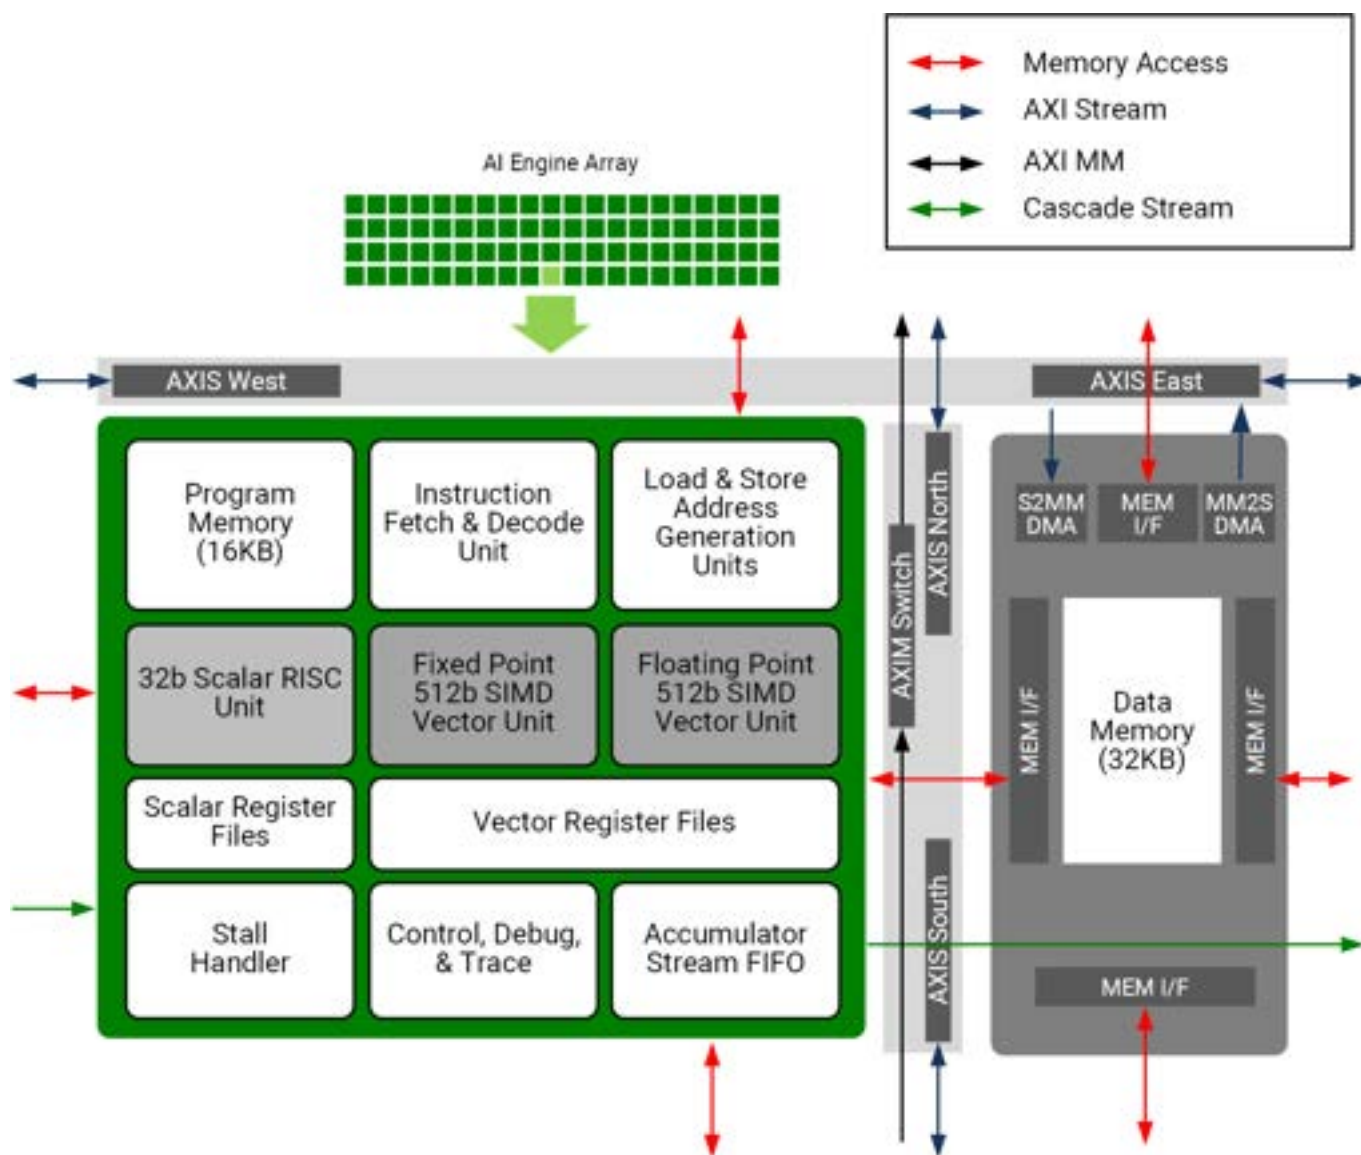 Memory Access
AXI Stream
AXI MM
Cascade Stream
AI Engine Array
AXIS West
AXIS East
Program
Memory
(16KB)
Instruction
Fetch & Decode
Unit
Load & Store
Address
Generation
Units
32b Scalar RISC
Unit
Fixed Point
512b SIMD
Vector Unit
Floating Point
512b SIMD
Vector Unit
Scalar Register
Files
Vector Register Files
Stall
Handler
Control, Debug,
& Trace
Accumulator
Stream FIFO
AXIM Switch
AXIS North
AXIS South
S2MM
DMA
MEM
I/F
MM2S
DMA
MEM I/F
Data
Memory
(32KB)
MEM I/F
MEM I/F